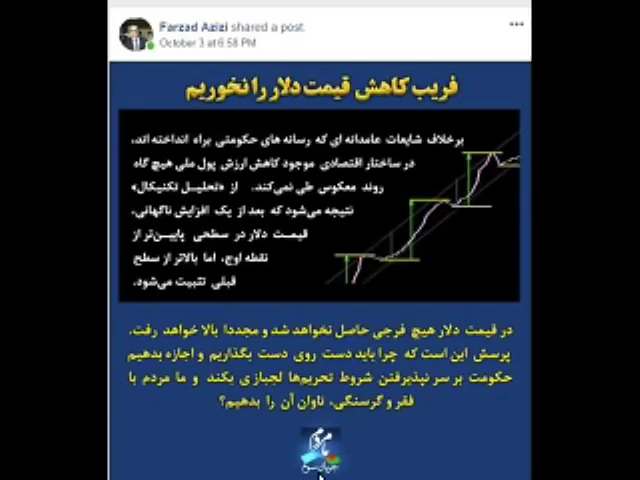 Farzad Azizi shared a post.
October 3 at 6:58 PM
فریب کاهش قیمت دلار را نخوریم
برخلاف شایعات عامدانه ای که رسانه های حکومتی براه انداخته اند،
در ساختار اقتصادی موجود کاهش ارزش پول ملی هیچ گاه
روند معکوس طی نمی‌کند. از «تحلیل تکنیکال»
نتیجه می‌شود که بعد از یک افزایش ناگهانی،
قیمت دلار در سطحی پایین‌تر از
نقطه اوج، اما بالاتر از سطح
قبلی تثبیت می‌شود.
در قیمت دلار هیچ فرجی حاصل نخواهد شد و مجددا بالا خواهد رفت.
پرسش این است که چرا باید دست روی دست بگذاریم و اجازه بدهیم
حکومت بر سر نپذیرفتن شروط تحریم‌ها لجبازی بکند و ما مردم با
فقر و گرسنگی، تاوان آن را بدهیم؟